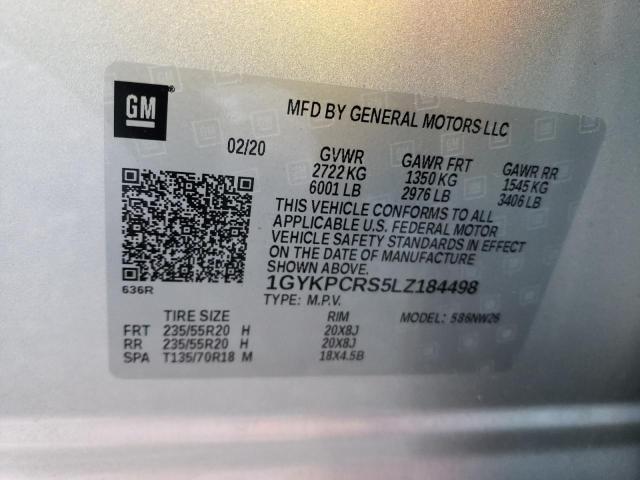 GM
MFD BY GENERAL MOTORS LLC
02/20 GVWR GAWR FRT GAWR RR
2722 KG 1350 KG 1545 KG
6001 LB 2976 LB 3406 LB
THIS VEHICLE CONFORMS TO ALL
APPLICABLE U.S. FEDERAL MOTOR
VEHICLE SAFETY STANDARDS IN EFFECT
ON THE DATE OF MANUFACTURE
SHOWN ABOVE.
636R
1GYKPCRS5LZ184498
TYPE: M.P.V. MODEL: 586NW26
TIRE SIZE RIM
FRT 235/55R20 H 20X8J
RR 235/55R20 H 20X8J
SPA T135/70R18 M 18X4.5B